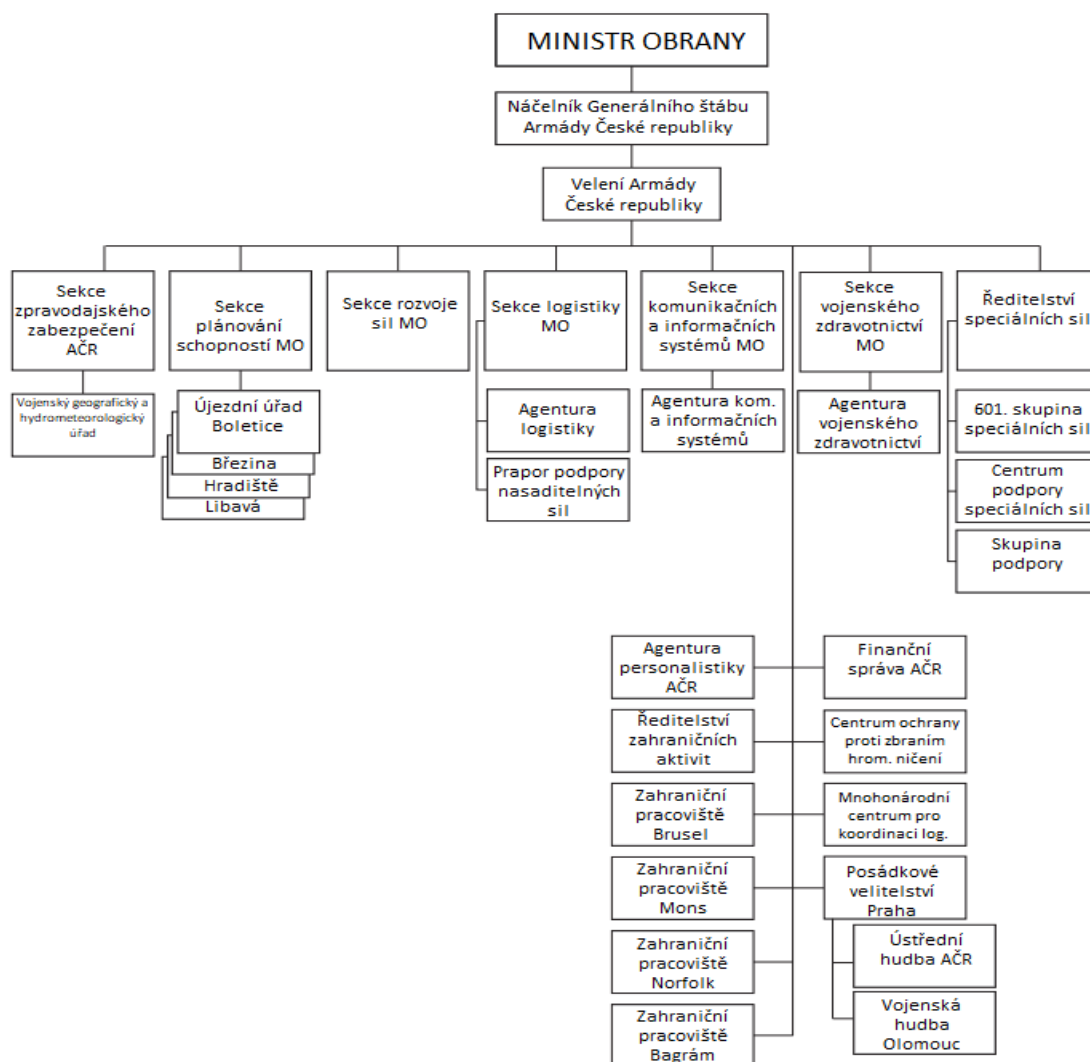 MINISTR OBRANY
Náčelník Generálního štábu
Armády České republiky
Velení Armády
České republiky
Sekce
zpravodajského
zabezpečení
AČR
Sekce
plánování
schopností MO
Sekce rozvoje
sil MO
Sekce logistiky
MO
Sekce
komunikačních
a informačních
systémů MO
Sekce
vojenského
zdravotnictví
MO
Ředitelství
speciálních sil
Vojenský geografický a
hydrometeorologický
úřad
Újezdní úřad
Boletice
Březina
Hradiště
Libavá
Agentura
logistiky
Prapor podpory
nasaditelných
sil
Agentura kom.
a informačních
systémů
Agentura
vojenského
zdravotnictví
601. skupina
speciálních sil
Centrum
podpory
speciálních sil
Skupina
podpory
Agentura
personalistiky
AČR
Finanční
správa AČR
Ředitelství
zahraničních
aktivit
Centrum ochrany
proti zbraním
hrom. ničení
Zahraniční
pracoviště
Brusel
Mnohonárodní
centrum pro
koordinaci log.
Zahraniční
pracoviště
Mons
Posádkové
velitelství
Praha
Zahraniční
pracoviště
Norfolk
Ústřední
hudba AČR
Zahraniční
pracoviště
Bagrám
Vojenská
hudba
Olomouc